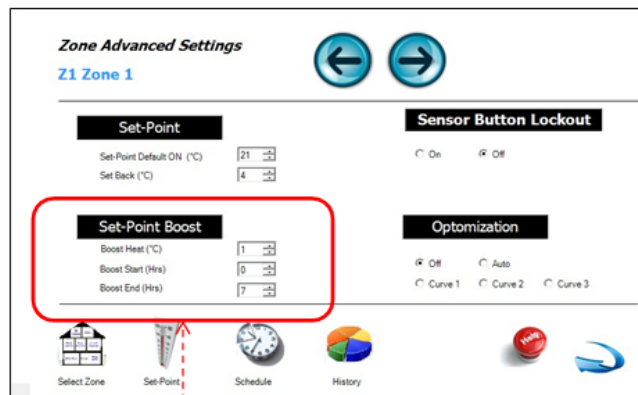 Zone Advanced Settings
Z1 Zone 1
Set-Point
Set-Point Default ON (°C) 21
Set Back (°C) 4
Sensor Button Lockout
On Off
Set-Point Boost
Boost Heat (°C) 1
Boost Start (Hrs) 0
Boost End (Hrs) 7
Optomization
Off Auto
Curve 1 Curve 2 Curve 3
Help
Select Zone Set-Point Schedule History